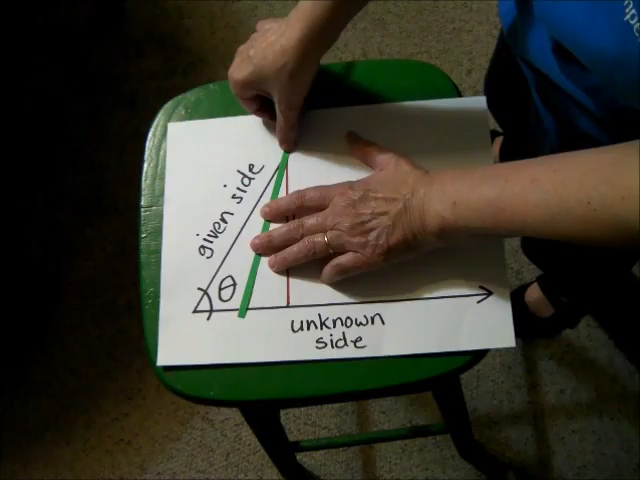 given side
θ
unknown
side